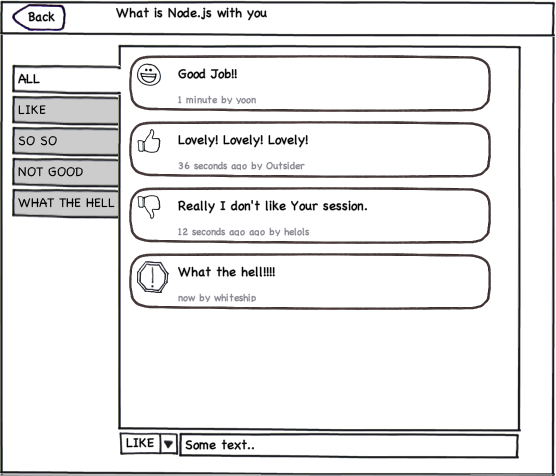 Back
What is Node.js with you
ALL
LIKE
SO SO
NOT GOOD
WHAT THE HELL
Good Job!!
1 minute by yoon
Lovely! Lovely! Lovely!
36 seconds ago by Outsider
Really I don't like Your session.
12 seconds ago ago by helols
What the hell!!!!
now by whiteship
LIKE
Some text..